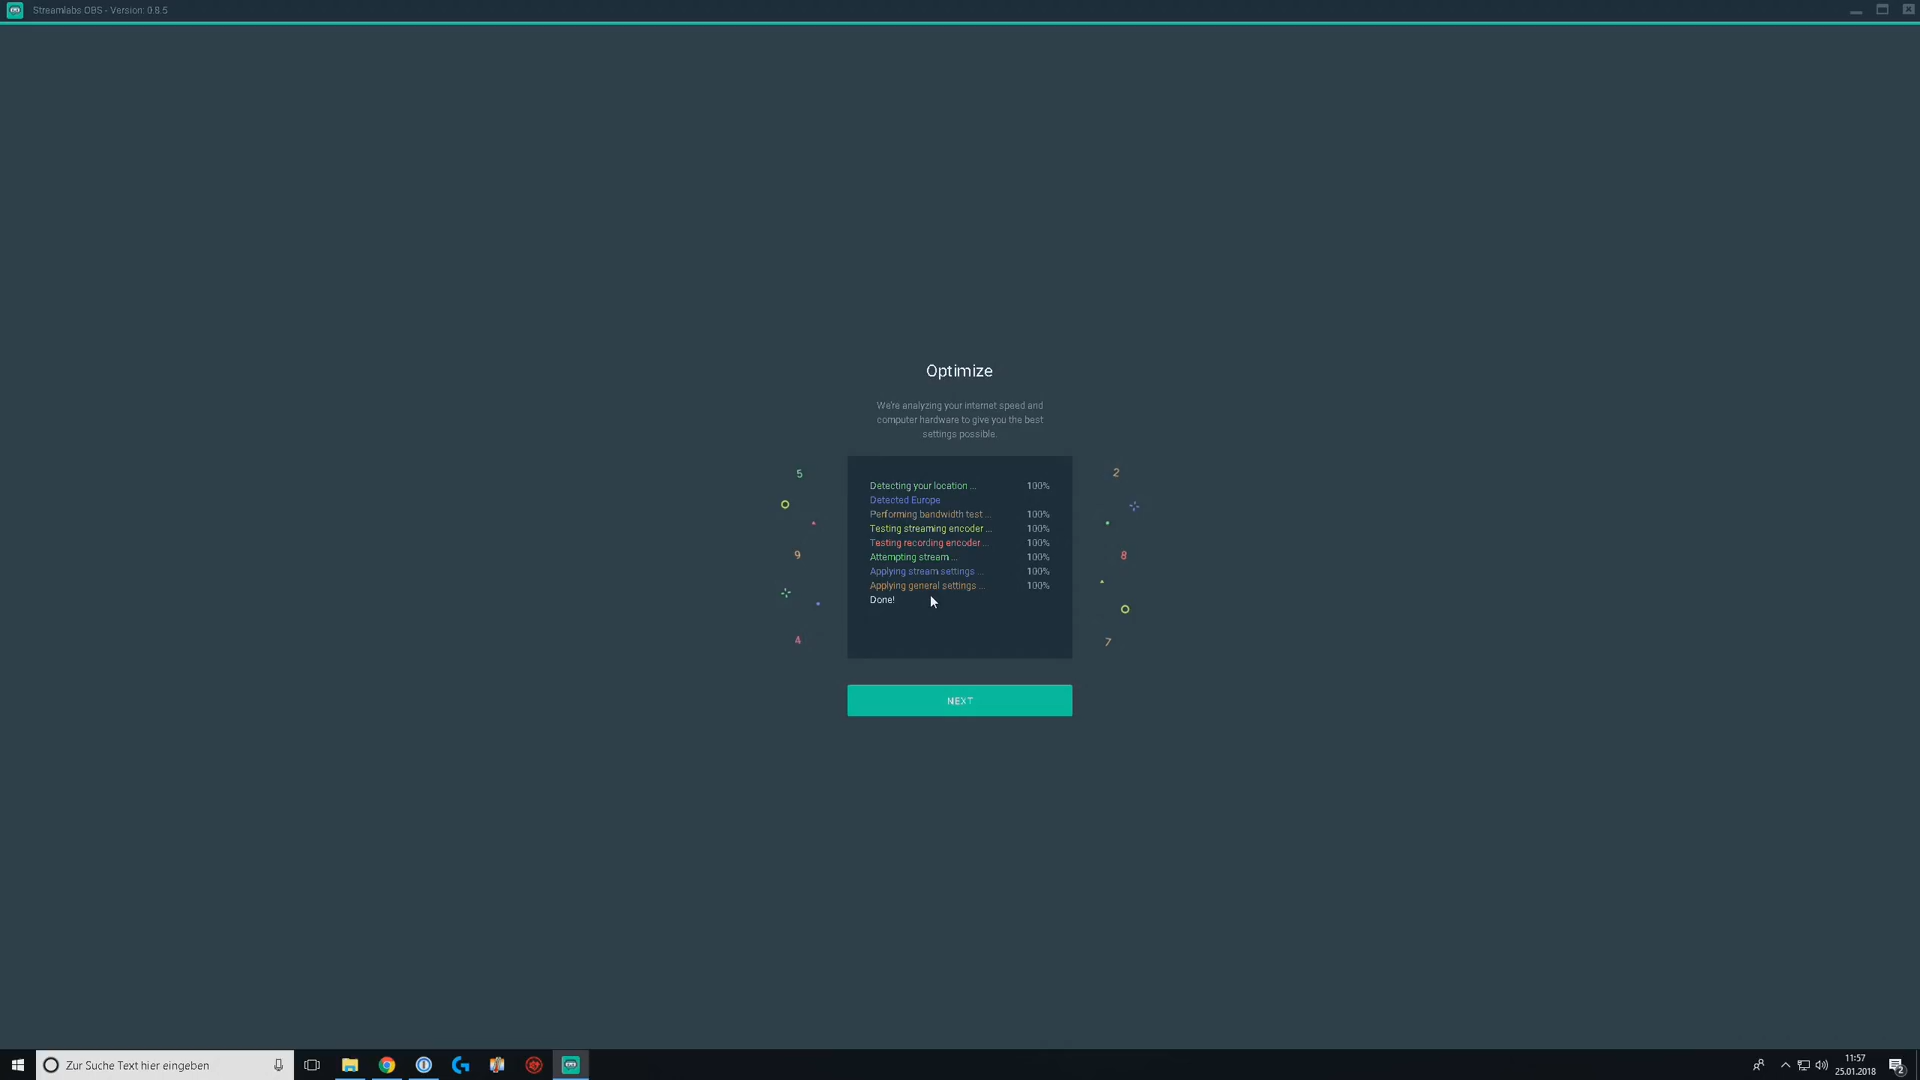 Streamlabs OBS - Version: 0.8.5
Optimize
We're analyzing your internet speed and
computer hardware to give you the best
settings possible.
5
2
9
8
4
7
Detecting your location ... 100%
Detected Europe
Performing bandwidth test ... 100%
Testing streaming encoder ... 100%
Testing recording encoder ... 100%
Attempting stream ... 100%
Applying stream settings ... 100%
Applying general settings ... 100%
Done!
NEXT
Zur Suche Text hier eingeben
11:57
25.01.2018
2